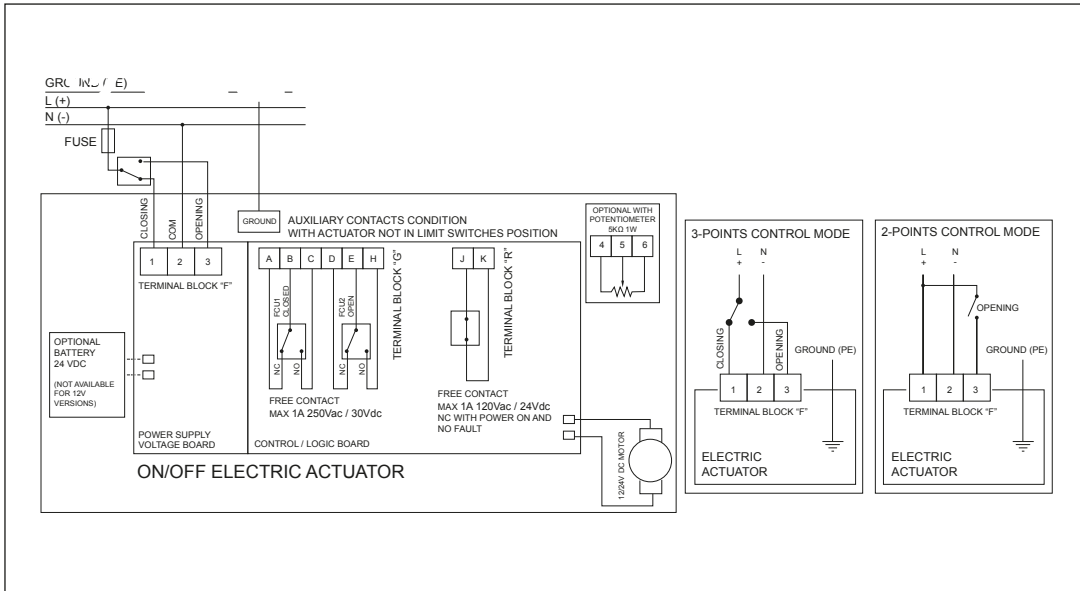 L (+)
N (-)
FUSE
CLOSING
COM
OPENING
GROUND
AUXILIARY CONTACTS CONDITION
WITH ACTUATOR NOT IN LIMIT SWITCHES POSITION
1 2 3
TERMINAL BLOCK “F”
OPTIONAL
BATTERY
24 VDC
(NOT AVAILABLE
FOR 12V
VERSIONS)
POWER SUPPLY
VOLTAGE BOARD
A B C D E H
FCU1
CLOSED
FCU2
OPEN
NC
NO
NC
NO
TERMINAL BLOCK “G”
FREE CONTACT
MAX 1A 250Vac / 30Vdc
CONTROL / LOGIC BOARD
J K
TERMINAL BLOCK “R”
FREE CONTACT
MAX 1A 120Vac / 24Vdc
NC WITH POWER ON AND
NO FAULT
OPTIONAL WITH
POTENTIOMETER
5KΩ 1W
4 5 6
12/24V DC MOTOR
ON/OFF ELECTRIC ACTUATOR
3-POINTS CONTROL MODE
L N
+ -
CLOSING
OPENING
GROUND (PE)
1 2 3
TERMINAL BLOCK “F”
ELECTRIC
ACTUATOR
2-POINTS CONTROL MODE
L N
+ -
OPENING
GROUND (PE)
1 2 3
TERMINAL BLOCK “F”
ELECTRIC
ACTUATOR